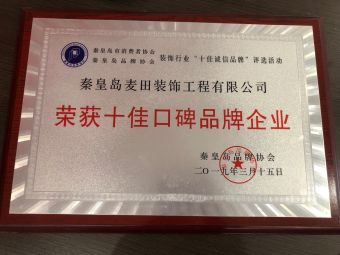 秦皇岛市消费者协会
秦皇岛品牌协会
装饰行业“十佳诚信品牌”评选活动
秦皇岛麦田装饰工程有限公司
荣获十佳口碑品牌企业
秦皇岛品牌协会
二〇一九年三月十五日